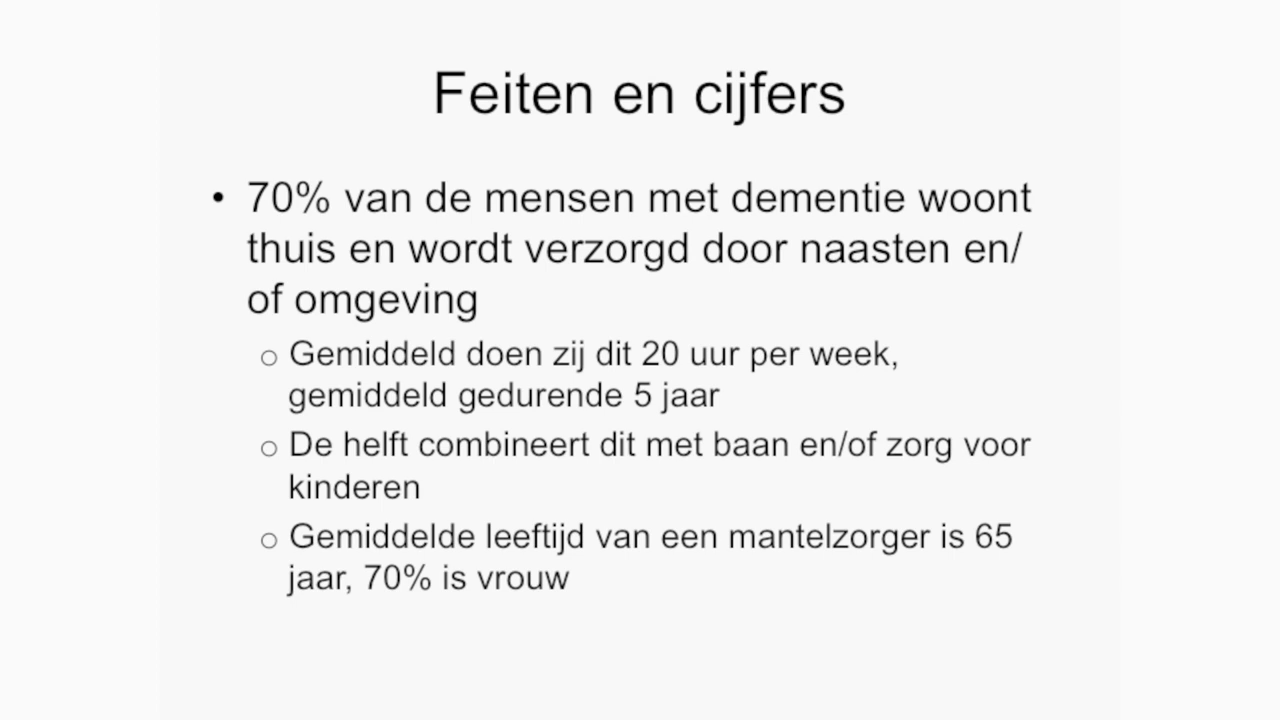 Feiten en cijfers
• 70% van de mensen met dementie woont
thuis en wordt verzorgd door naasten en/
of omgeving
o Gemiddeld doen zij dit 20 uur per week,
gemiddeld gedurende 5 jaar
o De helft combineert dit met baan en/of zorg voor
kinderen
o Gemiddelde leeftijd van een mantelzorger is 65
jaar, 70% is vrouw